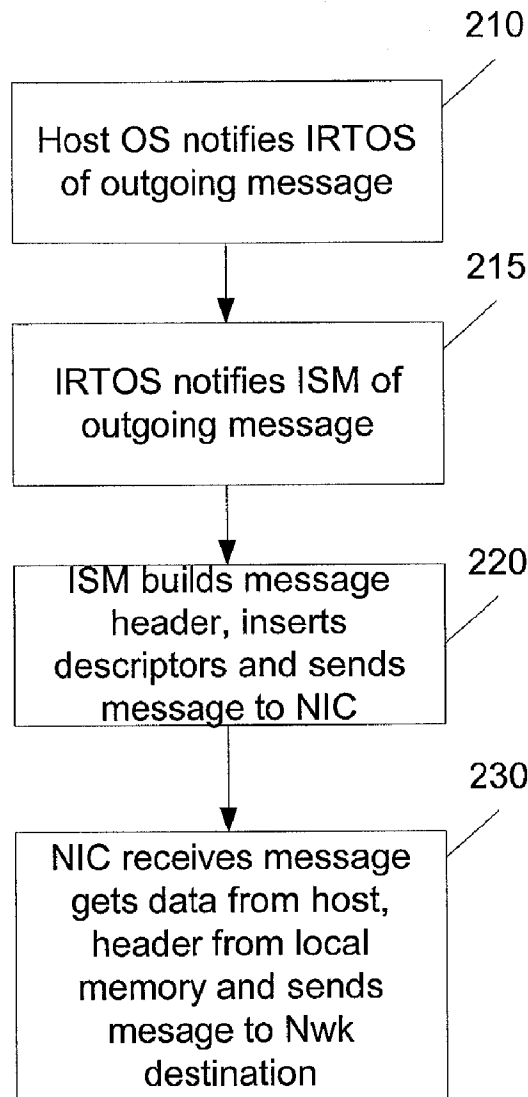 210
Host OS notifies IRTOS
of outgoing message
215
IRTOS notifies ISM of
outgoing message
220
ISM builds message
header, inserts
descriptors and sends
message to NIC
230
NIC receives message
gets data from host,
header from local
memory and sends
mesage to Nwk
destination